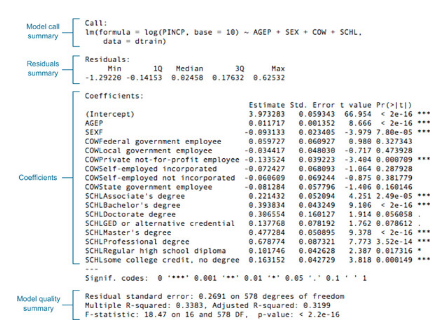 Model call summary
Call:
lm(formula = log(PINCP, base = 10) ~ AGEP + SEX + COW + SCHL,
data = dtrain)
Residuals summary
Residuals:
Min 1Q Median 3Q Max
-1.29220 -0.14153 0.02458 0.17632 0.62532
Coefficients
Coefficients:
Estimate Std. Error t value Pr(>|t|)
(Intercept) 3.973283 0.059343 66.954 < 2e-16 ***
AGEP 0.011717 0.001352 8.666 < 2e-16 ***
SEXF -0.093133 0.023405 -3.979 7.80e-05 ***
COWFederal government employee 0.059727 0.060927 0.980 0.327343
COWLocal government employee -0.034417 0.048030 -0.717 0.473928
COWPrivate not-for-profit employee -0.133524 0.039223 -3.404 0.000709 ***
COWSelf-employed incorporated -0.072427 0.068093 -1.064 0.287928
COWSelf-employed not incorporated -0.060609 0.069244 -0.875 0.381779
COWState government employee -0.081284 0.057796 -1.406 0.160146
SCHLAssociate's degree 0.221432 0.052094 4.251 2.49e-05 ***
SCHLBachelor's degree 0.393834 0.043249 9.106 < 2e-16 ***
SCHLDoctorate degree 0.306554 0.160127 1.914 0.056058 .
SCHLGED or alternative credential 0.137768 0.078192 1.762 0.078612 .
SCHLMaster's degree 0.477284 0.050895 9.378 < 2e-16 ***
SCHLProfessional degree 0.678774 0.087321 7.773 3.52e-14 ***
SCHLRegular high school diploma 0.101746 0.042628 2.387 0.017316 *
SCHLsome college credit, no degree 0.163152 0.042729 3.818 0.000149 ***
---
Signif. codes: 0 '***' 0.001 '**' 0.01 '*' 0.05 '.' 0.1 ' ' 1
Model quality summary
Residual standard error: 0.2691 on 578 degrees of freedom
Multiple R-squared: 0.3383, Adjusted R-squared: 0.3199
F-statistic: 18.47 on 16 and 578 DF, p-value: < 2.2e-16